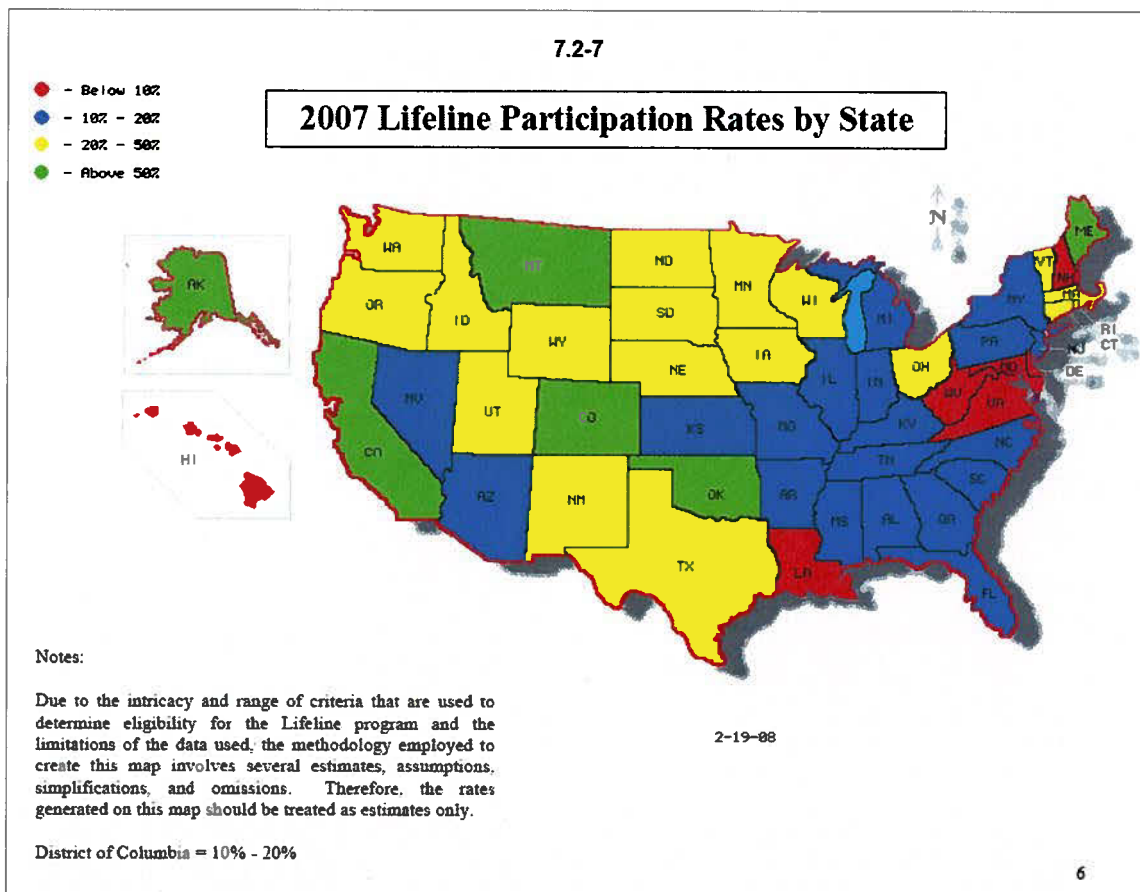 7.2-7
- Below 10%
- 10% - 20%
- 20% - 50%
- Above 50%
2007 Lifeline Participation Rates by State
N
AK
HI
WA
OR
ID
MT
WY
NV
UT
CO
CA
AZ
NM
ND
SD
NE
KS
OK
TX
MN
IA
MO
AR
LA
WI
IL
MI
IN
OH
KY
TN
MS
AL
GA
FL
SC
NC
VA
WV
MD
PA
NY
VT
NH
ME
MA
RI
CT
NJ
DE
Notes:
Due to the intricacy and range of criteria that are used to
determine eligibility for the Lifeline program and the
limitations of the data used, the methodology employed to
create this map involves several estimates, assumptions,
simplifications, and omissions. Therefore, the rates
generated on this map should be treated as estimates only.
District of Columbia = 10% - 20%
2-19-08
6